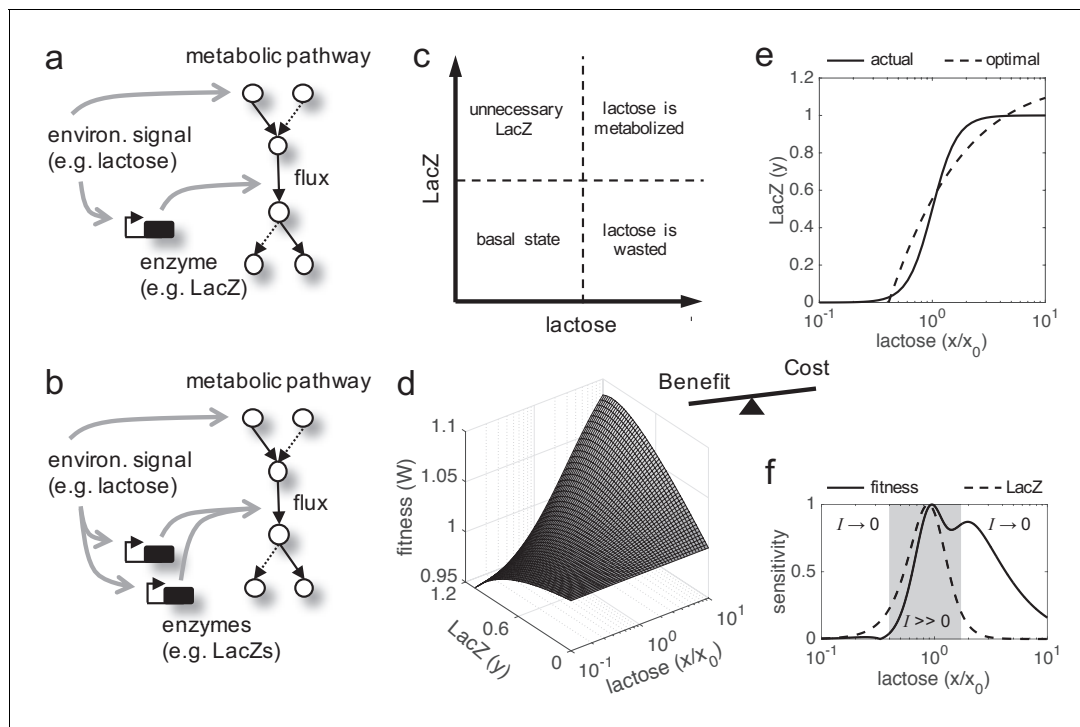 a
metabolic pathway
environ. signal
(e.g. lactose)
flux
enzyme
(e.g. LacZ)
b
metabolic pathway
environ. signal
(e.g. lactose)
flux
enzymes
(e.g. LacZs)
c
unnecessary
LacZ
lactose is
metabolized
basal state
lactose is
wasted
LacZ
lactose
d
Benefit
Cost
1.1
1.05
1
0.95
fitness (W)
1.2
0.6
0
LacZ (y)
10^-1
10^0
10^1
lactose (x/x_0)
e
actual
optimal
1.2
1
0.8
0.6
0.4
0.2
0
LacZ (y)
10^-1
10^0
10^1
lactose (x/x_0)
f
fitness
LacZ
1
0.5
0
sensitivity
I → 0
I → 0
I >> 0
10^-1
10^0
10^1
lactose (x/x_0)